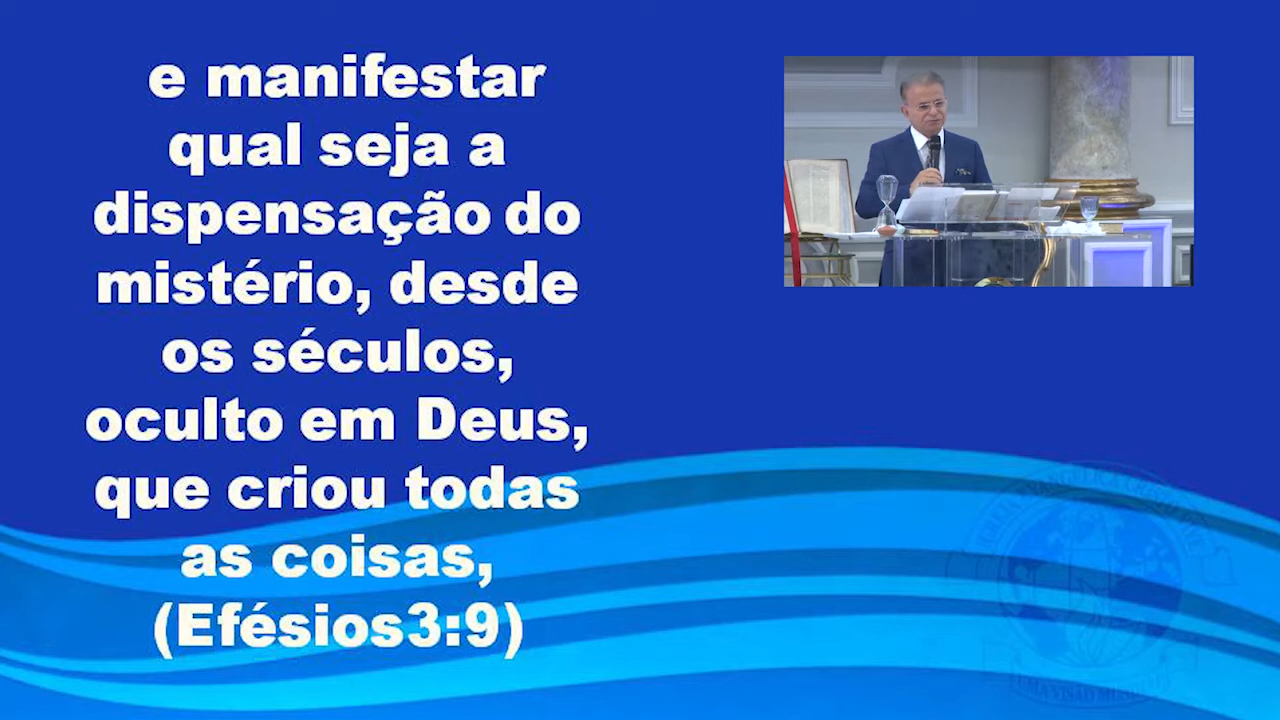 e manifestar
qual seja a
dispensação do
mistério, desde
os séculos,
oculto em Deus,
que criou todas
as coisas,
(Efésios3:9)